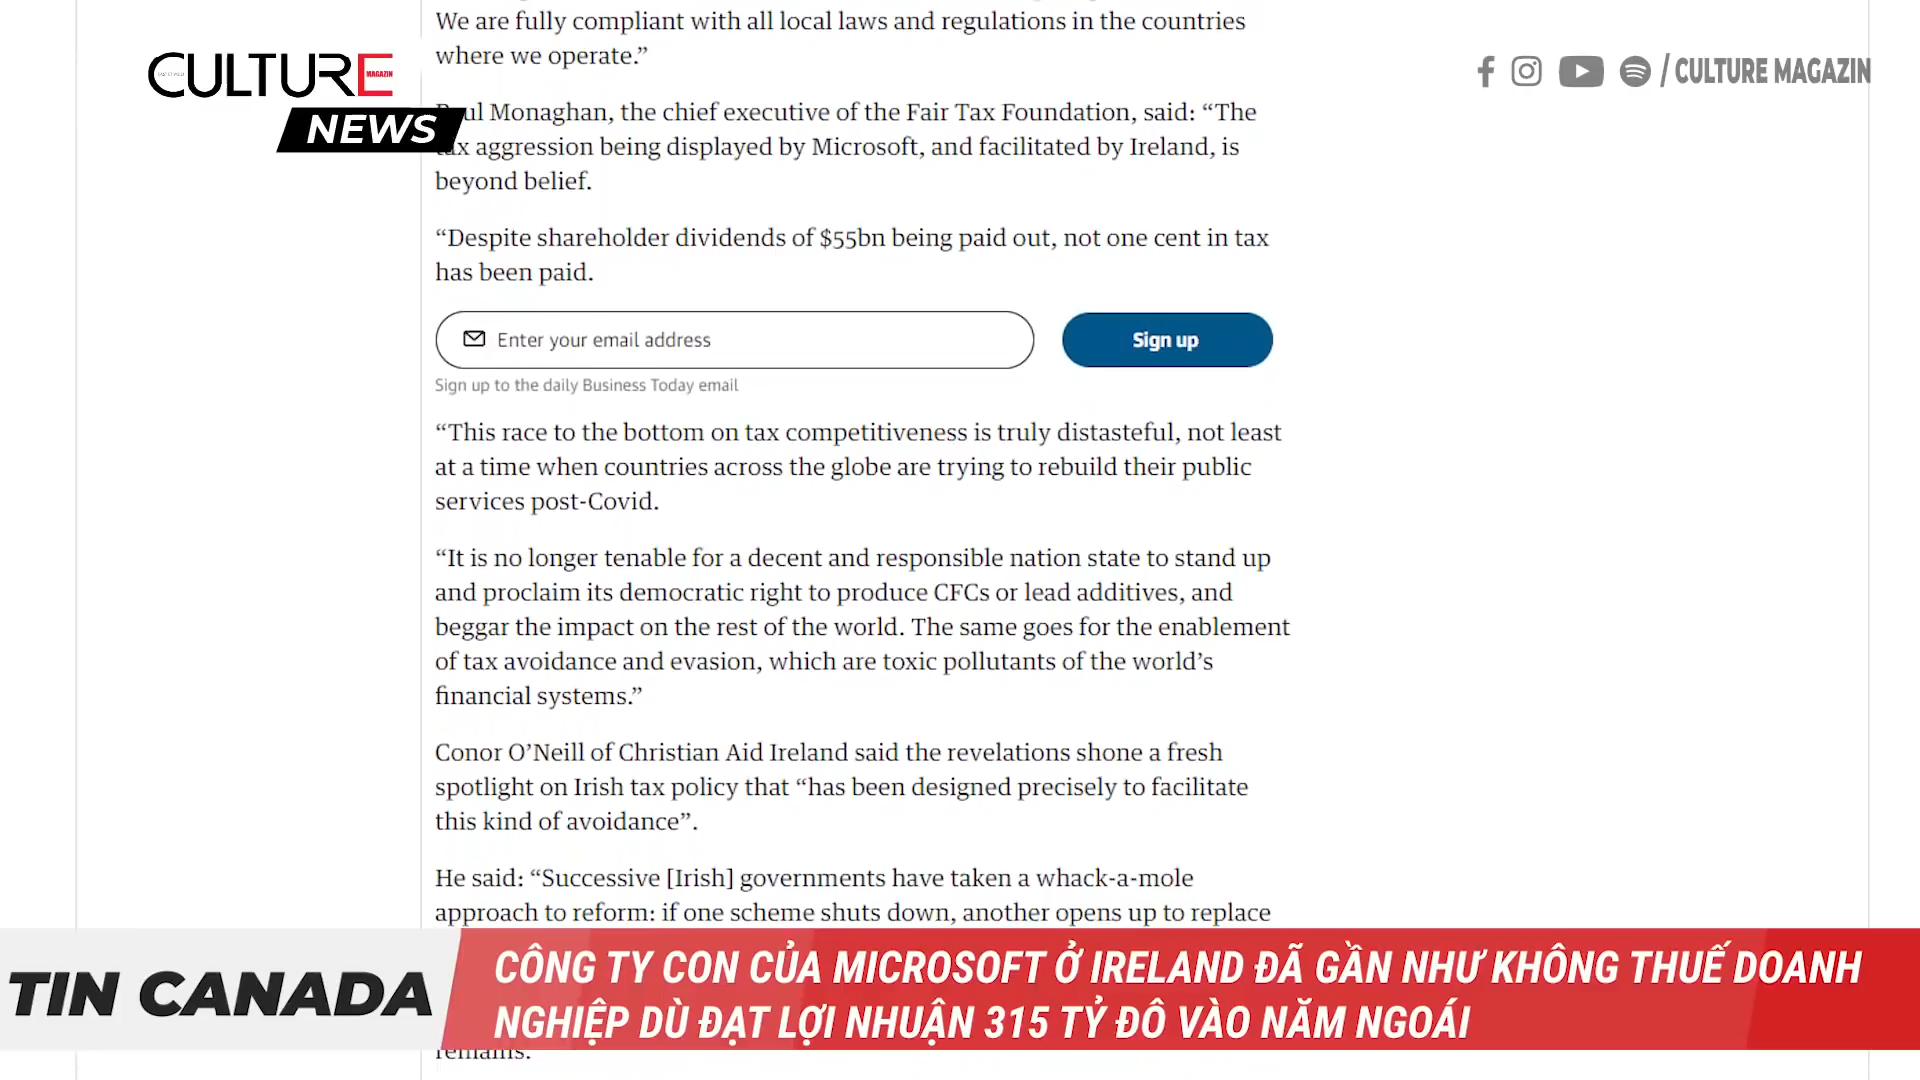 We are fully compliant with all local laws and regulations in the countries
where we operate.”
CULTURE
MAGAZIN
NEWS
/ CULTURE MAGAZIN
Monaghan, the chief executive of the Fair Tax Foundation, said: “The
aggression being displayed by Microsoft, and facilitated by Ireland, is
beyond belief.
“Despite shareholder dividends of $55bn being paid out, not one cent in tax
has been paid.
Enter your email address
Sign up
Sign up to the daily Business Today email
“This race to the bottom on tax competitiveness is truly distasteful, not least
at a time when countries across the globe are trying to rebuild their public
services post-Covid.
“It is no longer tenable for a decent and responsible nation state to stand up
and proclaim its democratic right to produce CFCs or lead additives, and
beggar the impact on the rest of the world. The same goes for the enablement
of tax avoidance and evasion, which are toxic pollutants of the world’s
financial systems.”
Conor O’Neill of Christian Aid Ireland said the revelations shone a fresh
spotlight on Irish tax policy that “has been designed precisely to facilitate
this kind of avoidance”.
He said: “Successive [Irish] governments have taken a whack-a-mole
approach to reform: if one scheme shuts down, another opens up to replace
TIN CANADA
CÔNG TY CON CỦA MICROSOFT Ở IRELAND ĐÃ GẦN NHƯ KHÔNG THUẾ DOANH
NGHIỆP DÙ ĐẠT LỢI NHUẬN 315 TỶ ĐÔ VÀO NĂM NGOÁI
remains.